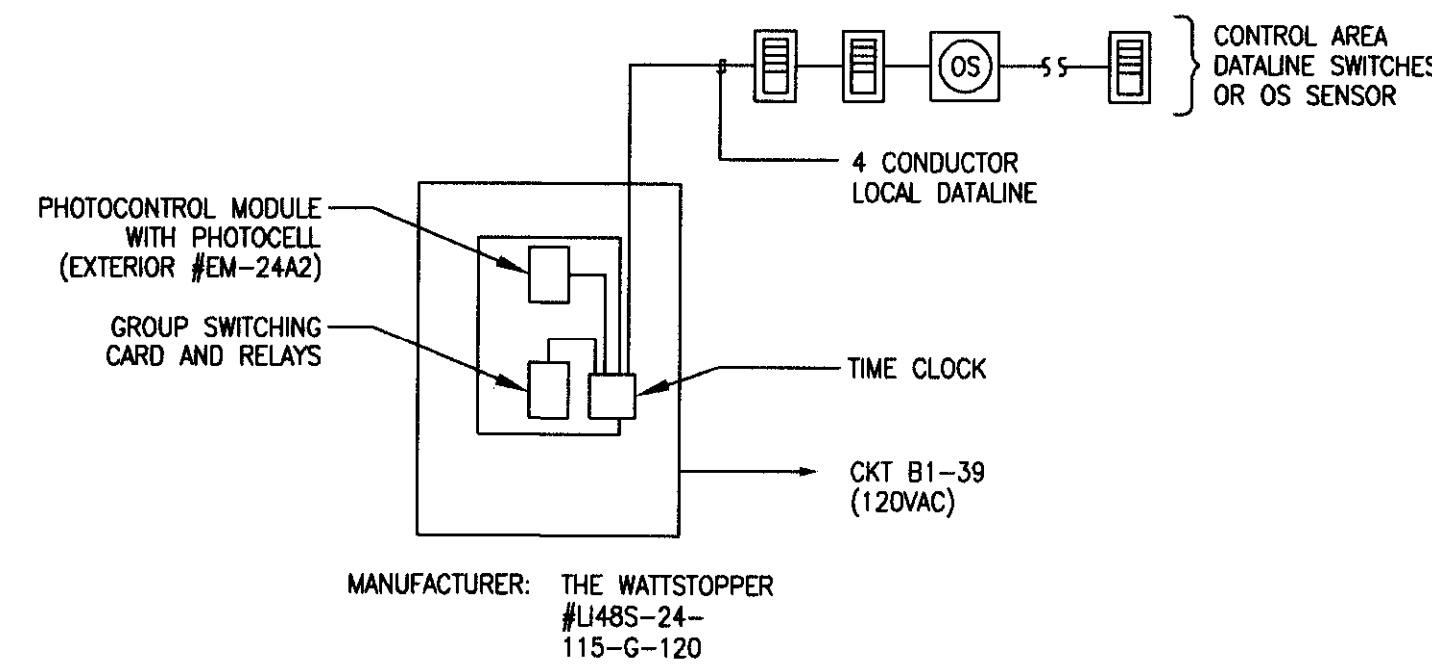 CONTROL AREA
DATALINE SWITCHES
OR OS SENSOR
OS
4 CONDUCTOR
LOCAL DATALINE
PHOTOCONTROL MODULE
WITH PHOTOCELL
(EXTERIOR #EM-24A2)
GROUP SWITCHING
CARD AND RELAYS
TIME CLOCK
CKT B1-39
(120VAC)
MANUFACTURER: THE WATTSTOPPER
#LI48S-24-
115-G-120